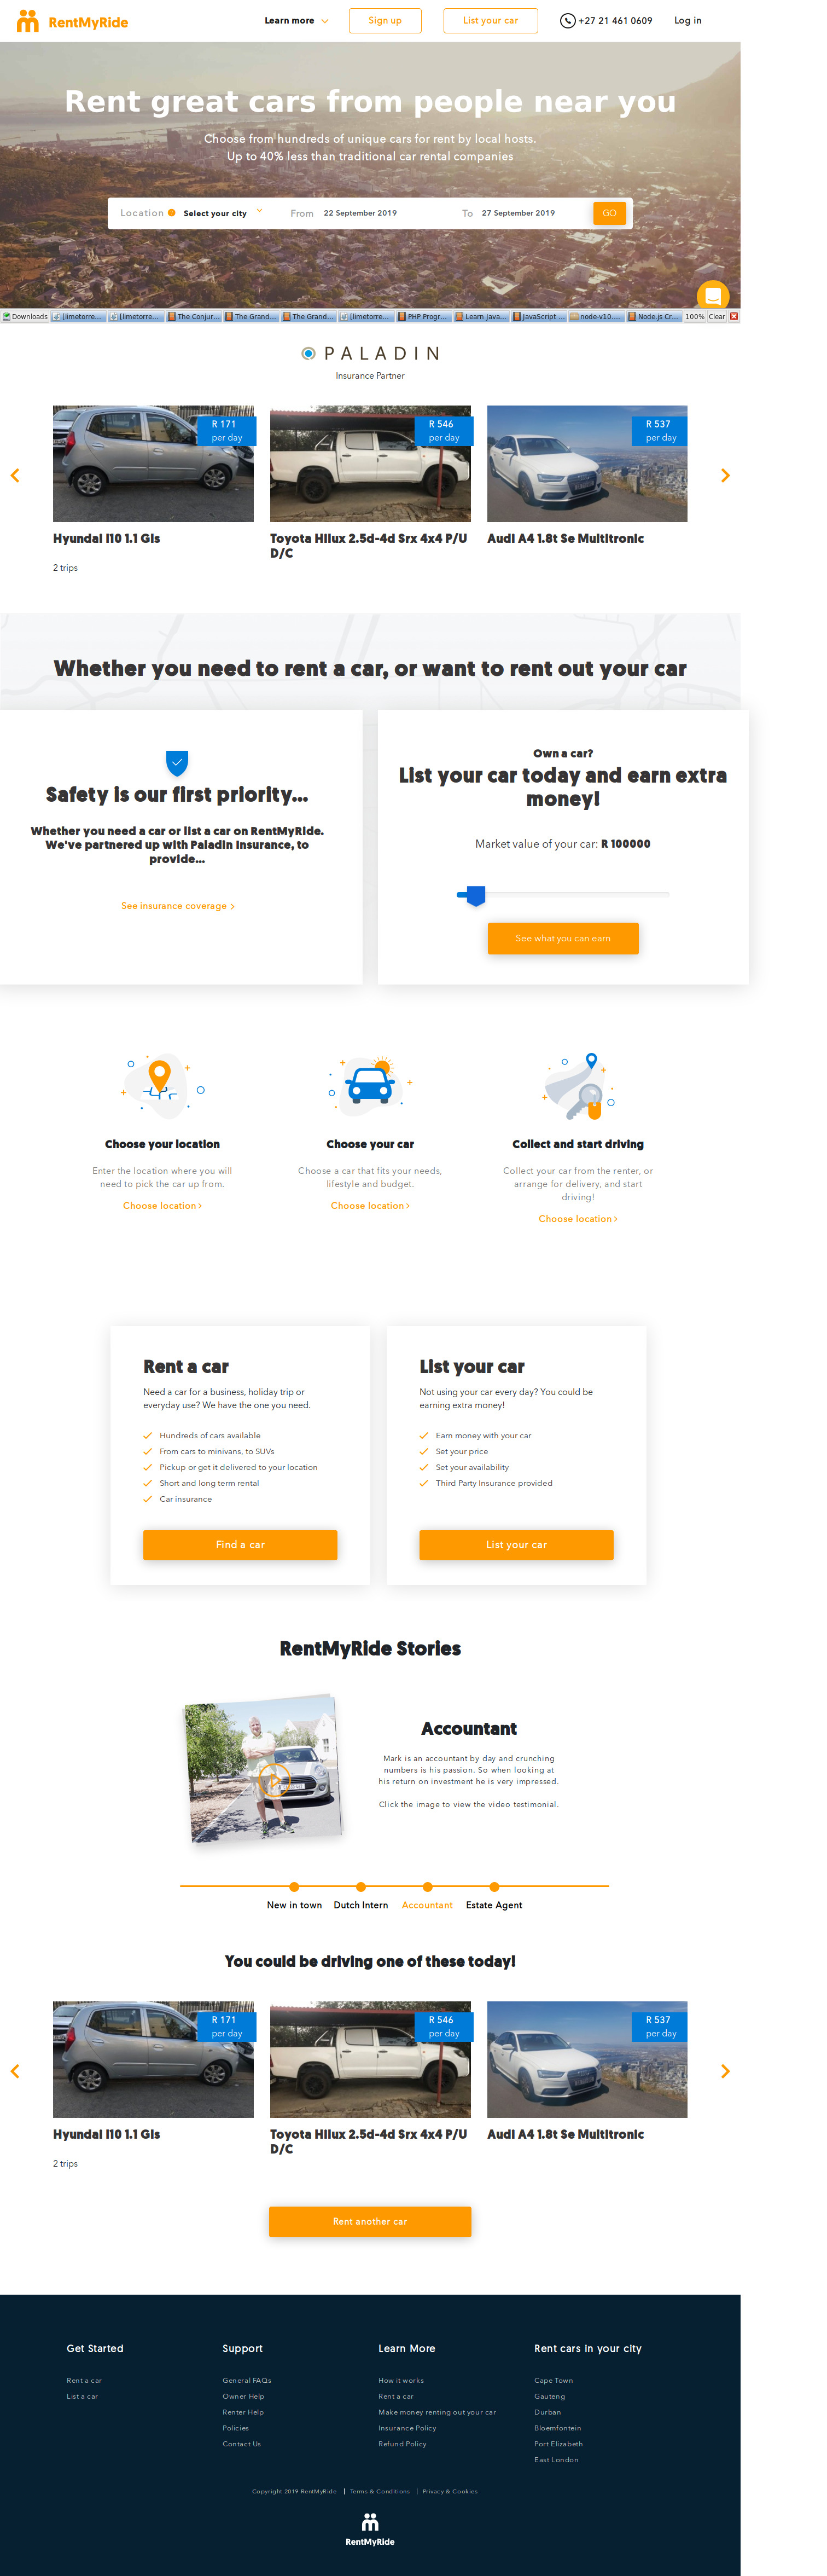 RentMyRide
Learn more
Sign up
List your car
+27 21 461 0609
Log in
Rent great cars from people near you
Choose from hundreds of unique cars for rent by local hosts.
Up to 40% less than traditional car rental companies
Location
Select your city
From
22 September 2019
To
27 September 2019
GO
Downloads
[limetorre...
[limetorre...
The Conjur...
The Grand...
The Grand...
[limetorre...
PHP Progr...
Learn Java...
JavaScript ...
node-v10....
Node.js Cr...
100%
Clear
PALADIN
Insurance Partner
R 171
per day
R 546
per day
R 537
per day
Hyundai I10 1.1 Gls
2 trips
Toyota Hilux 2.5d-4d Srx 4x4 P/U
D/C
Audi A4 1.8t Se Multitronic
Whether you need to rent a car, or want to rent out your car
Safety is our first priority...
Whether you need a car or list a car on RentMyRide.
We've partnered up with Paladin Insurance, to
provide...
See insurance coverage
Own a car?
List your car today and earn extra
money!
Market value of your car: R 100000
See what you can earn
Choose your location
Enter the location where you will
need to pick the car up from.
Choose location
Choose your car
Choose a car that fits your needs,
lifestyle and budget.
Choose location
Collect and start driving
Collect your car from the renter, or
arrange for delivery, and start
driving!
Choose location
Rent a car
Need a car for a business, holiday trip or
everyday use? We have the one you need.
Hundreds of cars available
From cars to minivans, to SUVs
Pickup or get it delivered to your location
Short and long term rental
Car insurance
Find a car
List your car
Not using your car every day? You could be
earning extra money!
Earn money with your car
Set your price
Set your availability
Third Party Insurance provided
List your car
RentMyRide Stories
Accountant
Mark is an accountant by day and crunching
numbers is his passion. So when looking at
his return on investment he is very impressed.
Click the image to view the video testimonial.
New in town
Dutch Intern
Accountant
Estate Agent
You could be driving one of these today!
R 171
per day
R 546
per day
R 537
per day
Hyundai I10 1.1 Gls
2 trips
Toyota Hilux 2.5d-4d Srx 4x4 P/U
D/C
Audi A4 1.8t Se Multitronic
Rent another car
Get Started
Rent a car
List a car
Support
General FAQs
Owner Help
Renter Help
Policies
Contact Us
Learn More
How it works
Rent a car
Make money renting out your car
Insurance Policy
Refund Policy
Rent cars in your city
Cape Town
Gauteng
Durban
Bloemfontein
Port Elizabeth
East London
Copyright 2019 RentMyRide
Terms & Conditions
Privacy & Cookies
RentMyRide